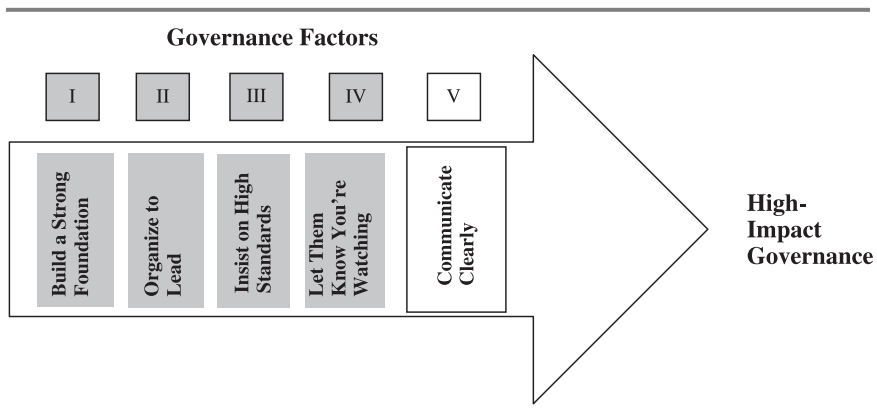 Governance Factors
I
II
III
IV
V
Build a Strong
Foundation
Organize to
Lead
Insist on High
Standards
Let Them
Know You're
Watching
Communicate
Clearly
High-
Impact
Governance